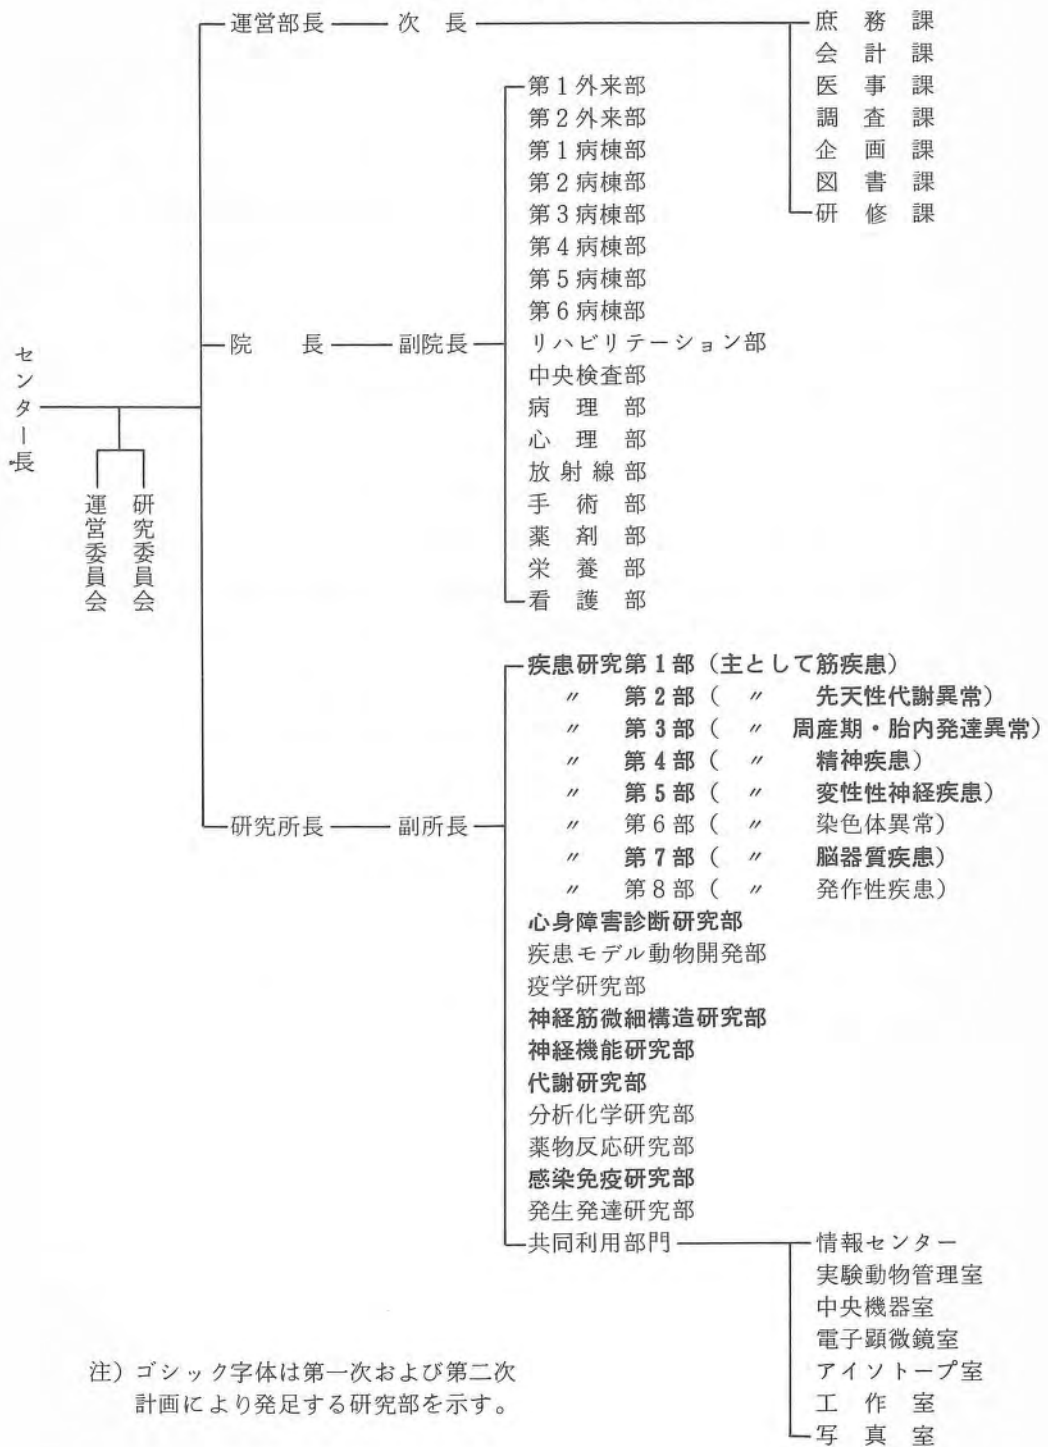 センター長
運営委員会
研究委員会
運営部長
次長
庶務課
会計課
医事課
調査課
企画課
図書課
研修課
院長
副院長
第1外来部
第2外来部
第1病棟部
第2病棟部
第3病棟部
第4病棟部
第5病棟部
第6病棟部
リハビリテーション部
中央検査部
病理部
心理部
放射線部
手術部
薬剤部
栄養部
看護部
研究所長
副所長
疾患研究第1部（主として筋疾患）
〃 第2部（ 〃 先天性代謝異常）
〃 第3部（ 〃 周産期・胎内発達異常）
〃 第4部（ 〃 精神疾患）
〃 第5部（ 〃 変性性神経疾患）
〃 第6部（ 〃 染色体異常）
〃 第7部（ 〃 脳器質疾患）
〃 第8部（ 〃 発作性疾患）
心身障害診断研究部
疾患モデル動物開発部
疫学研究部
神経筋微細構造研究部
神経機能研究部
代謝研究部
分析化学研究部
薬物反応研究部
感染免疫研究部
発生発達研究部
共同利用部門
情報センター
実験動物管理室
中央機器室
電子顕微鏡室
アイソトープ室
工作室
写真室
注）ゴシック字体は第一次および第二次
計画により発足する研究部を示す。